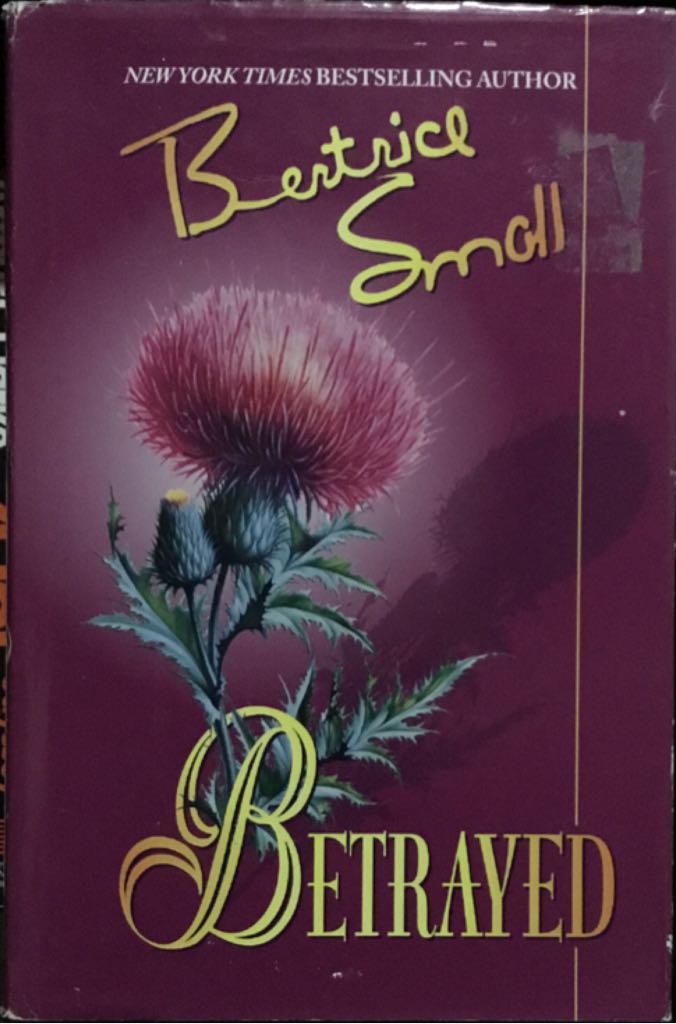 NEW YORK TIMES BESTSELLING AUTHOR
Bertrice
Small
BETRAYED